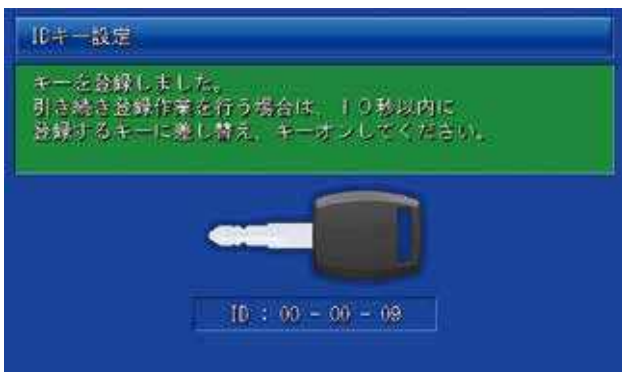 IDキー設定
キーを登録しました。
引き続き登録作業を行う場合は、１０秒以内に
登録するキーに差し替え、キーオンしてください。
ID : 00 - 00 - 09